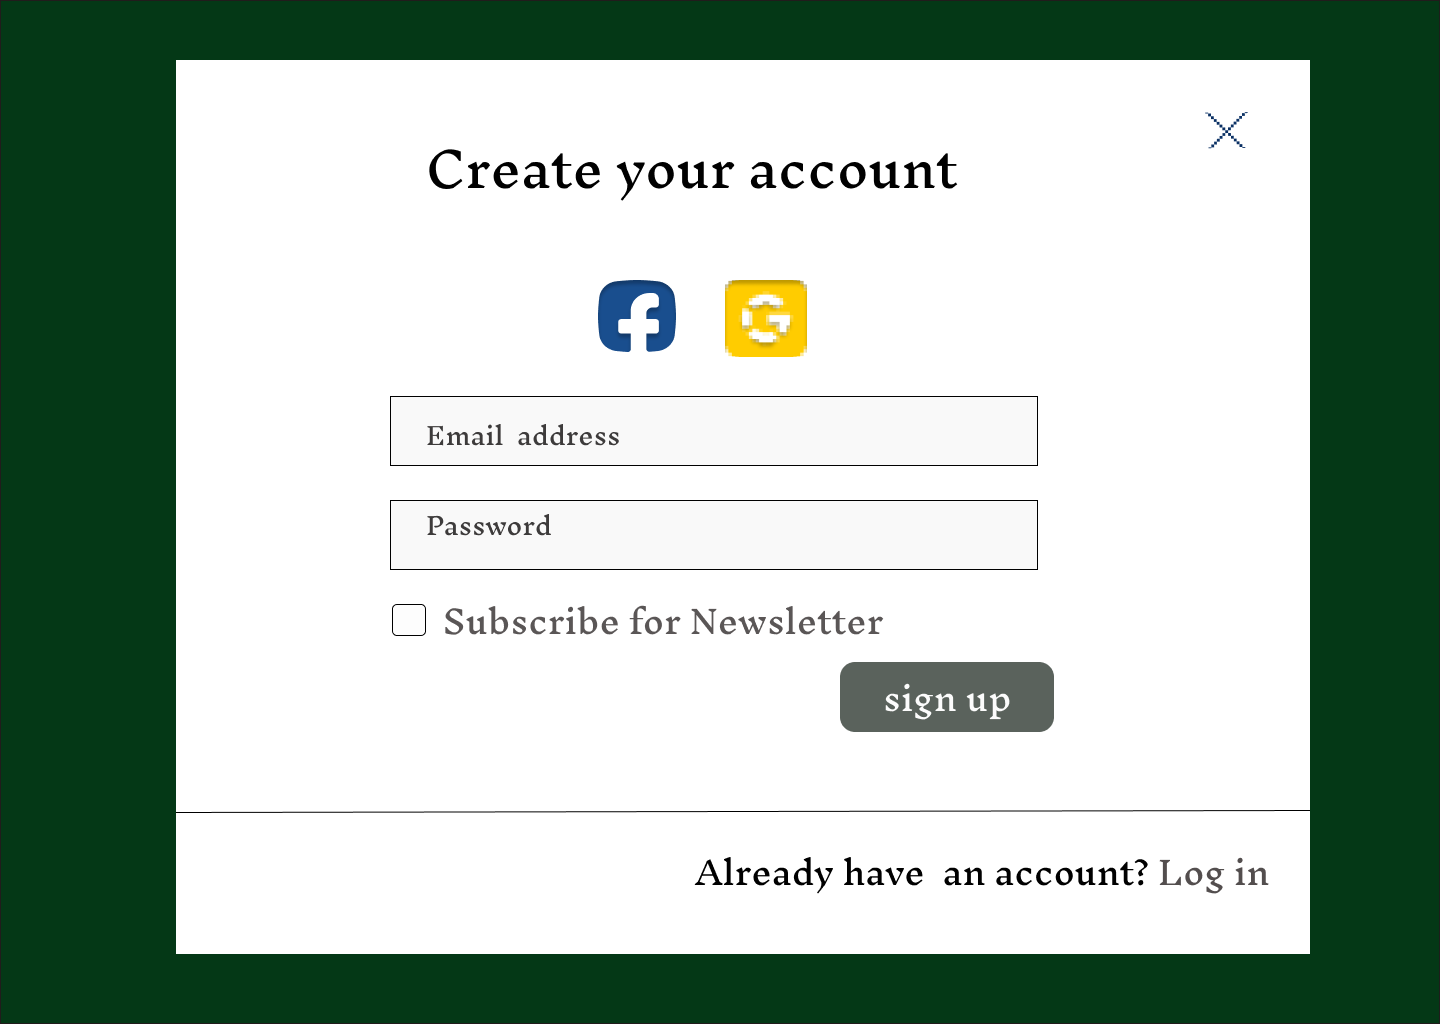 Create your account
Email address
Password
Subscribe for Newsletter
sign up
Already have an account? Log in